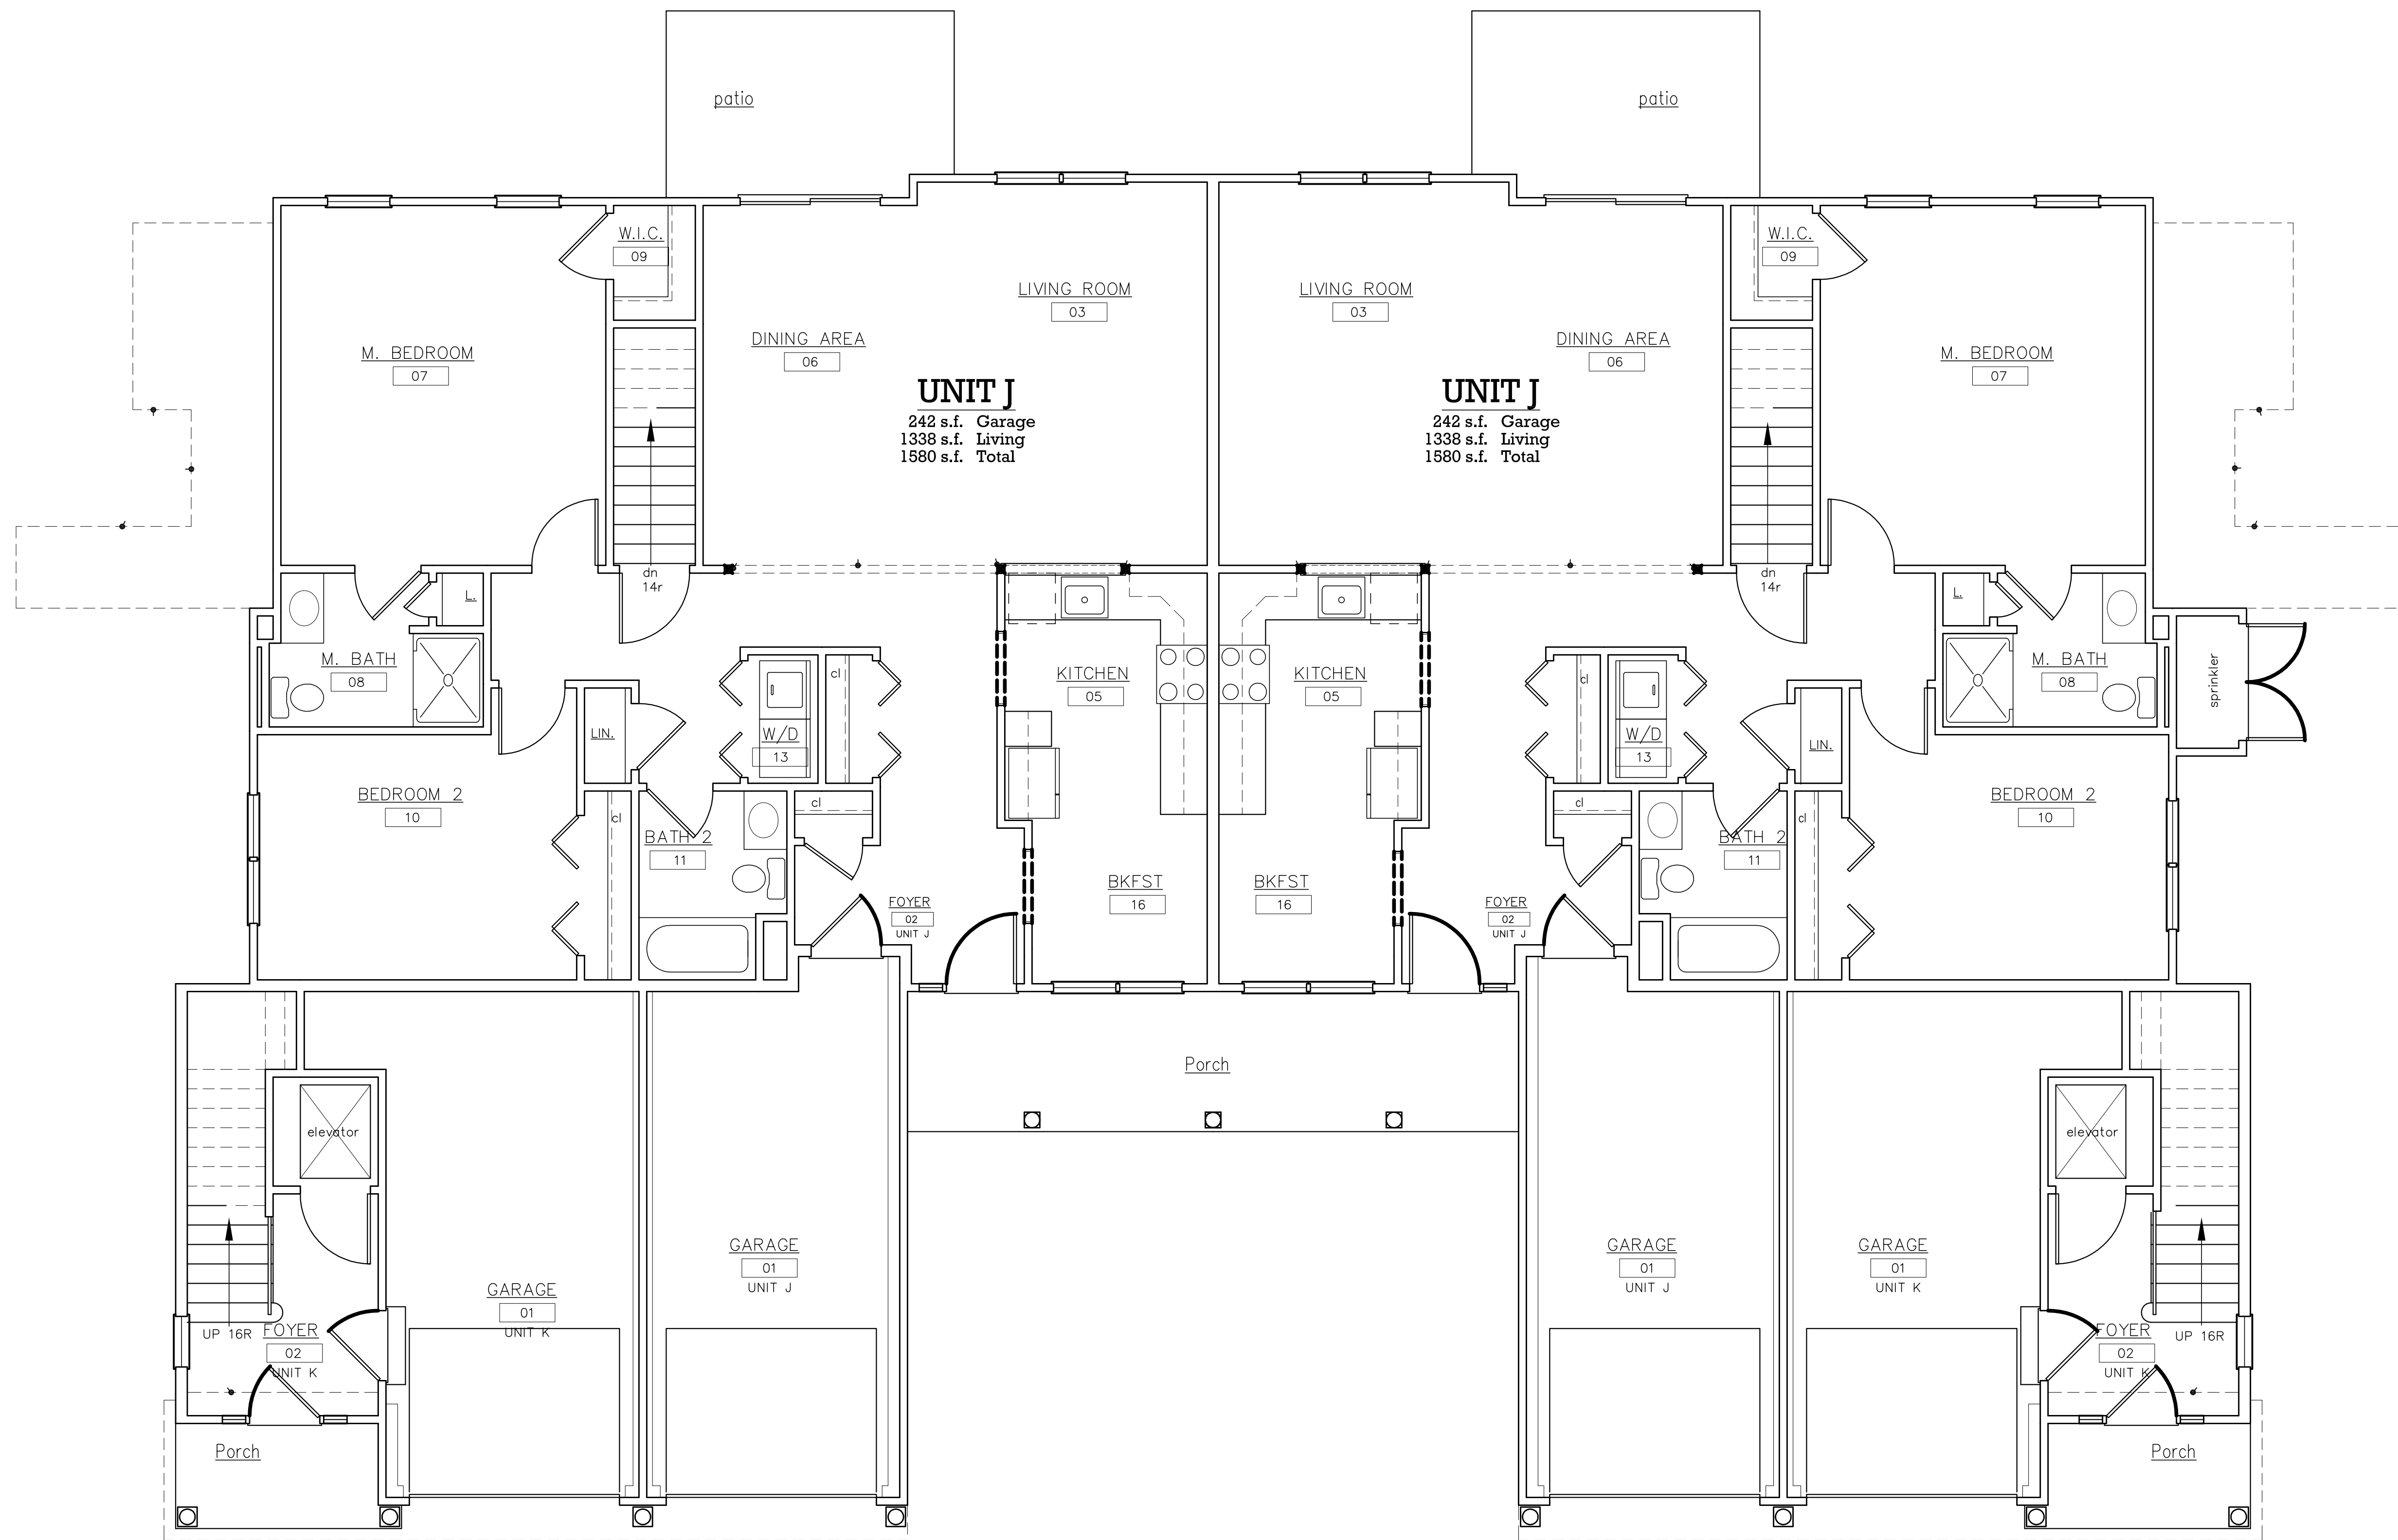 patio
patio
W.I.C.
09
W.I.C.
09
LIVING ROOM
03
LIVING ROOM
03
DINING AREA
06
DINING AREA
06
M. BEDROOM
07
M. BEDROOM
07
UNIT J
242 s.f. Garage
1338 s.f. Living
1580 s.f. Total
UNIT J
242 s.f. Garage
1338 s.f. Living
1580 s.f. Total
dn
14r
dn
14r
L.
L.
M. BATH
08
M. BATH
08
KITCHEN
05
KITCHEN
05
cl
cl
sprinkler
LIN.
W/D
13
W/D
13
LIN.
BEDROOM 2
10
BEDROOM 2
10
cl
cl
cl
cl
BATH 2
11
BATH 2
11
BKFST
16
BKFST
16
FOYER
02
UNIT J
FOYER
02
UNIT J
Porch
elevator
elevator
GARAGE
01
UNIT J
GARAGE
01
UNIT J
GARAGE
01
UNIT K
GARAGE
01
UNIT K
UP 16R
FOYER
02
UNIT K
FOYER
02
UNIT K
UP 16R
Porch
Porch